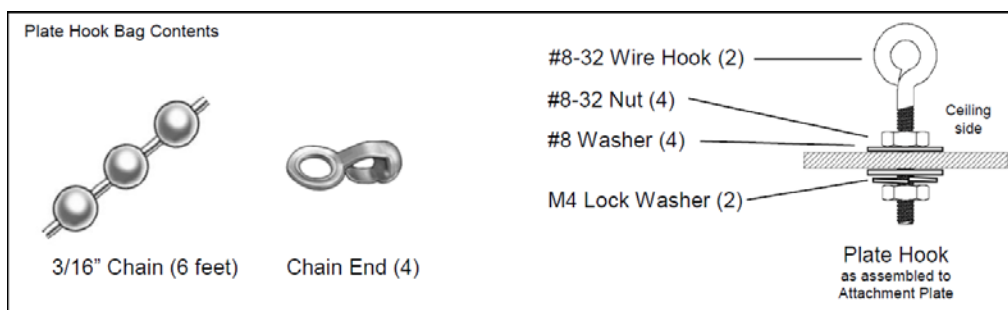 Plate Hook Bag Contents
3/16” Chain (6 feet)
Chain End (4)
#8-32 Wire Hook (2)
#8-32 Nut (4)
#8 Washer (4)
M4 Lock Washer (2)
Ceiling
side
Plate Hook
as assembled to
Attachment Plate